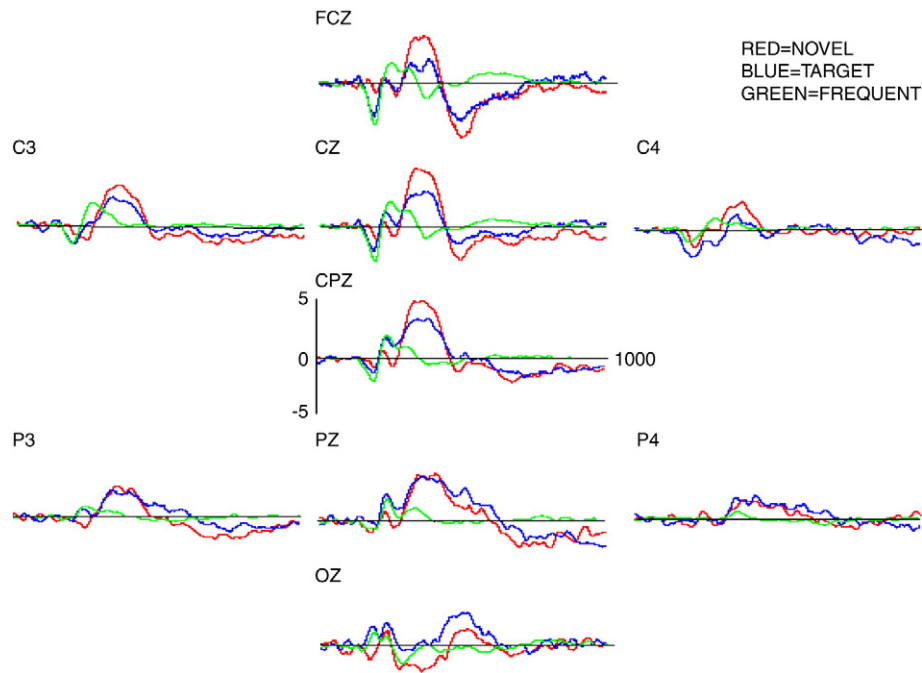 FCZ
RED=NOVEL
BLUE=TARGET
GREEN=FREQUENT
C3
CZ
C4
CPZ
5
0
1000
-5
P3
PZ
P4
OZ